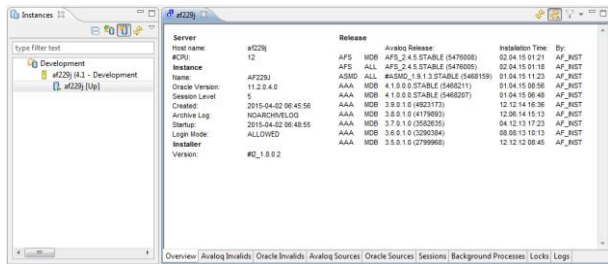 Instances
type filter text
Development
af229j (4.1 - Development
af229j [Up]
af229j
Server
Host name: af229j
#CPU: 12
Instance
Name: AF229J
Oracle Version: 11.2.0.4.0
Session Level: 5
Created: 2015-04-02 06:45:56
Archive Log: NOARCHIVELOG
Startup: 2015-04-02 06:48:55
Login Mode: ALLOWED
Installer
Version: #I2_1.8.0.2
Release
Avaloq Release: Installation Time: By:
AFS MDB AFS_2.4.5.STABLE (5476008) 02.04.15 01:21 AF_INST
AFS ALL AFS_2.4.5.STABLE (5476005) 02.04.15 01:18 AF_INST
ASMD ALL #ASMD_1.9.1.3.STABLE (5468159) 01.04.15 11:23 AF_INST
AAA MDB 4.1.0.0.0.STABLE (5468211) 01.04.15 08:56 AF_INST
AAA MDB 4.1.0.0.0.STABLE (5468207) 01.04.15 06:48 AF_INST
AAA MDB 3.9.0.1.0 (4923173) 12.12.14 16:36 AF_INST
AAA MDB 3.8.0.1.0 (4179893) 12.06.14 15:13 AF_INST
AAA MDB 3.7.0.1.0 (3582635) 04.12.13 17:23 AF_INST
AAA MDB 3.6.0.1.0 (3290384) 08.08.13 10:13 AF_INST
AAA MDB 3.5.0.1.0 (2799968) 12.12.12 08:45 AF_INST
Overview Avaloq Invalids Oracle Invalids Avaloq Sources Oracle Sources Sessions Background Processes Locks Logs